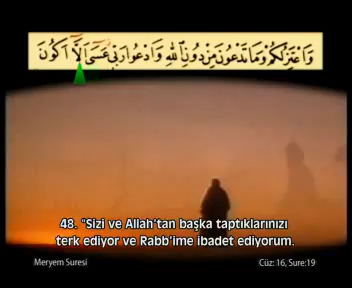 وَأَعْتَزِلُكُمْ وَمَا تَدْعُونَ مِن دُونِ اللَّهِ وَأَدْعُوا رَبِّي عَسَىٰ أَلَّا أَكُونَ
48. "Sizi ve Allah'tan başka taptıklarınızı
terk ediyor ve Rabb'ime ibadet ediyorum.
Meryem Suresi Cüz: 16, Sure:19